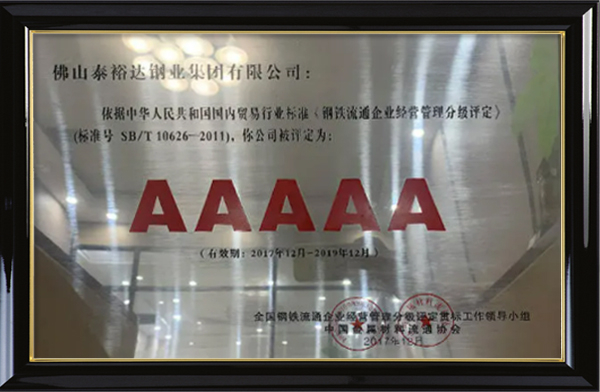 佛山泰裕达钢业集团有限公司：
依据中华人民共和国国内贸易行业标准《钢铁流通企业经营管理分级评定》
(标准号 SB/T 10626-2011)，你公司被评定为：
AAAAA
（有效期：2017年12月-2019年12月）
全国钢铁流通企业经营管理分级评定贯标工作领导小组
中国金属材料流通协会
2017年12月